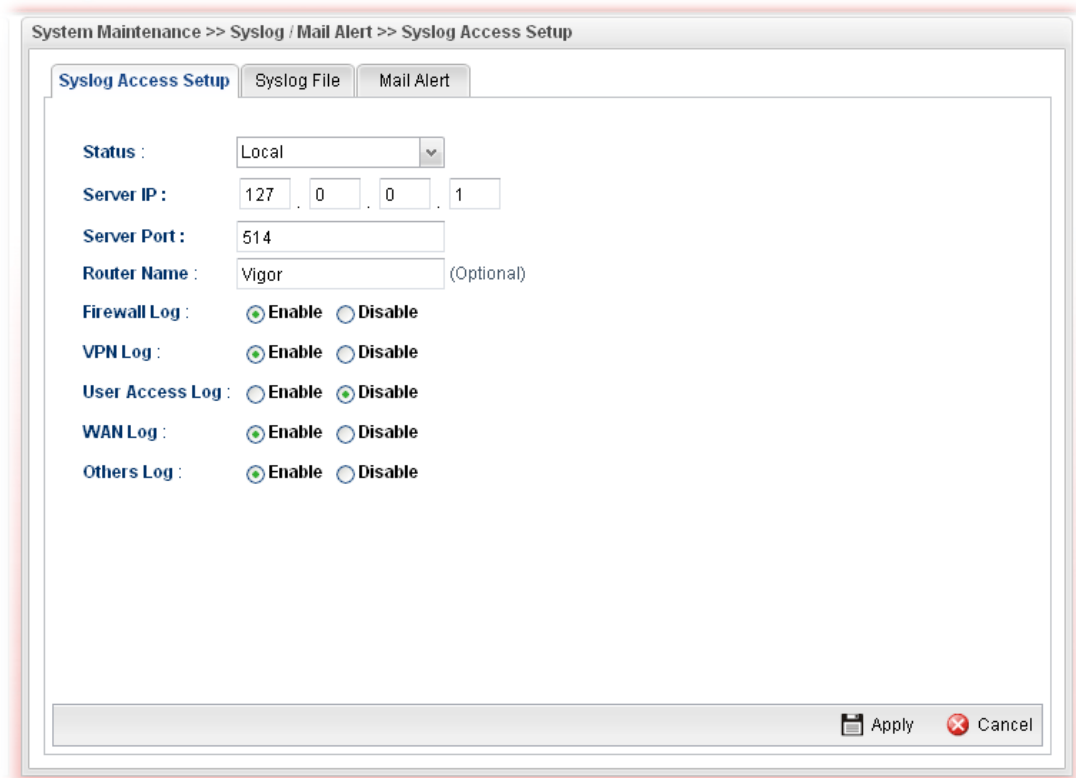 System Maintenance >> Syslog / Mail Alert >> Syslog Access Setup
Syslog Access Setup Syslog File Mail Alert
Status : Local
Server IP : 127 . 0 . 0 . 1
Server Port : 514
Router Name : Vigor (Optional)
Firewall Log : Enable Disable
VPN Log : Enable Disable
User Access Log : Enable Disable
WAN Log : Enable Disable
Others Log : Enable Disable
Apply Cancel